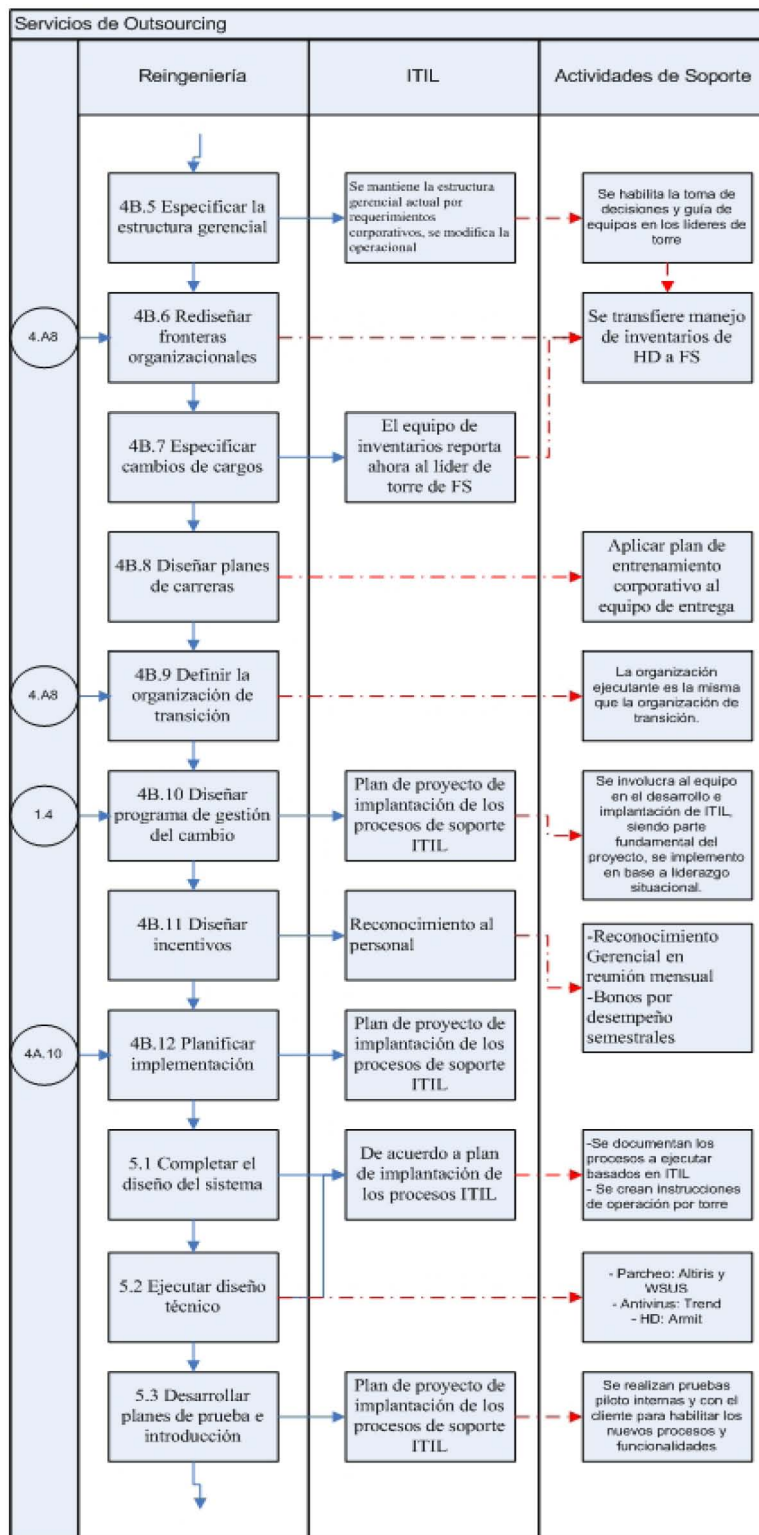 Servicios de Outsourcing
Reingeniería
ITIL
Actividades de Soporte
4B.5 Especificar la
estructura gerencial
Se mantiene la estructura
gerencial actual por
requerimientos
corporativos, se modifica la
operacional
Se habilita la toma de
decisiones y guía de
equipos en los líderes de
torre
4.A8
4B.6 Rediseñar
fronteras
organizacionales
Se transfiere manejo
de inventarios de
HD a FS
4B.7 Especificar
cambios de cargos
El equipo de
inventarios reporta
ahora al líder de
torre de FS
4B.8 Diseñar planes
de carreras
Aplicar plan de
entrenamiento
corporativo al
equipo de entrega
4.A8
4B.9 Definir la
organización de
transición
La organización
ejecutante es la misma
que la organización de
transición.
1.4
4B.10 Diseñar
programa de gestión
del cambio
Plan de proyecto de
implantación de los
procesos de soporte
ITIL
Se involucra al equipo
en el desarrollo e
implantación de ITIL,
siendo parte
fundamental del
proyecto, se implemento
en base a liderazgo
situacional.
4B.11 Diseñar
incentivos
Reconocimiento al
personal
-Reconocimiento
Gerencial en
reunión mensual
-Bonos por
desempeño
semestrales
4A.10
4B.12 Planificar
implementación
Plan de proyecto de
implantación de los
procesos de soporte
ITIL
5.1 Completar el
diseño del sistema
De acuerdo a plan
de implantación de
los procesos ITIL
-Se documentan los
procesos a ejecutar
basados en ITIL
- Se crean instrucciones
de operación por torre
5.2 Ejecutar diseño
técnico
- Parcheo: Altiris y
WSUS
- Antivirus: Trend
- HD: Armit
5.3 Desarrollar
planes de prueba e
introducción
Plan de proyecto de
implantación de los
procesos de soporte
ITIL
Se realizan pruebas
piloto internas y con el
cliente para habilitar los
nuevos procesos y
funcionalidades